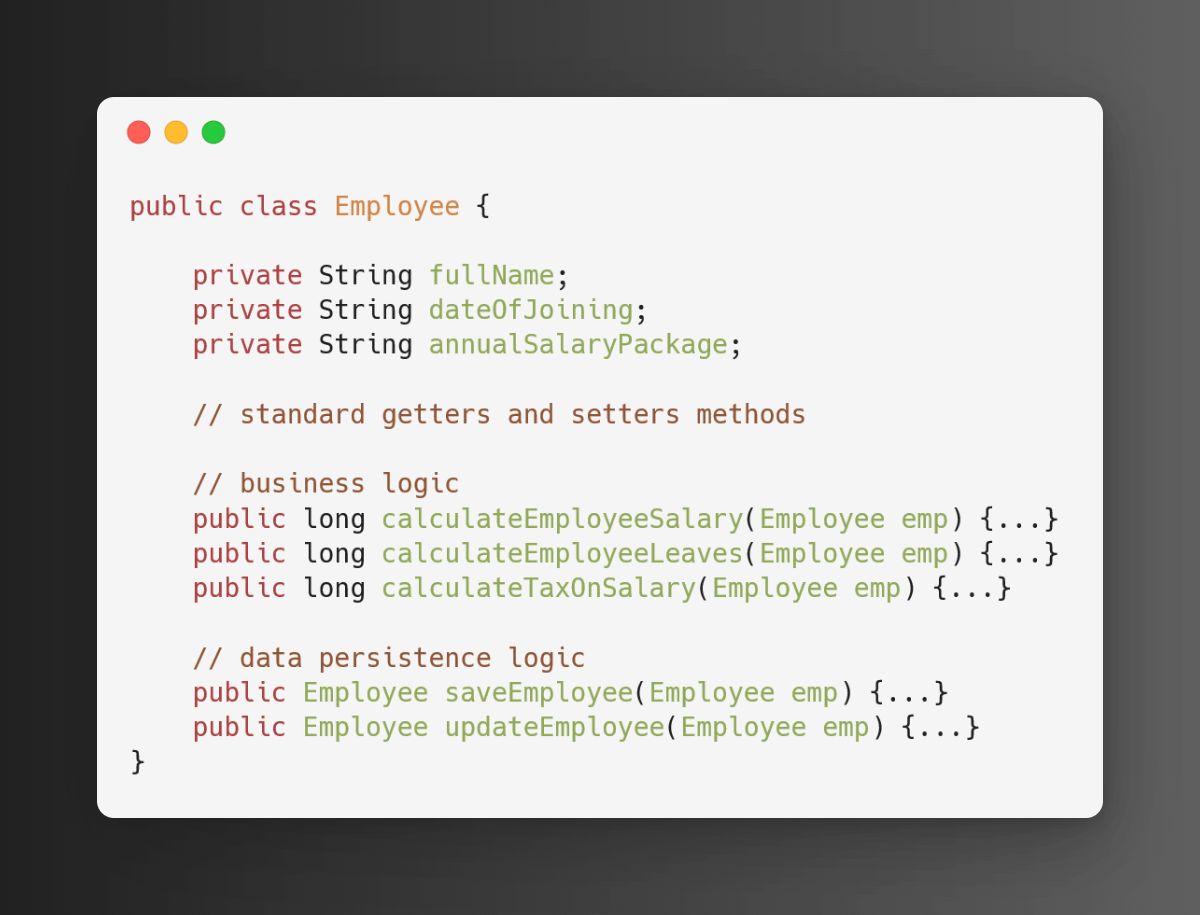 public class Employee {
    private String fullName;
    private String dateOfJoining;
    private String annualSalaryPackage;
    // standard getters and setters methods
    // business logic
    public long calculateEmployeeSalary(Employee emp) {...}
    public long calculateEmployeeLeaves(Employee emp) {...}
    public long calculateTaxOnSalary(Employee emp) {...}
    // data persistence logic
    public Employee saveEmployee(Employee emp) {...}
    public Employee updateEmployee(Employee emp) {...}
}